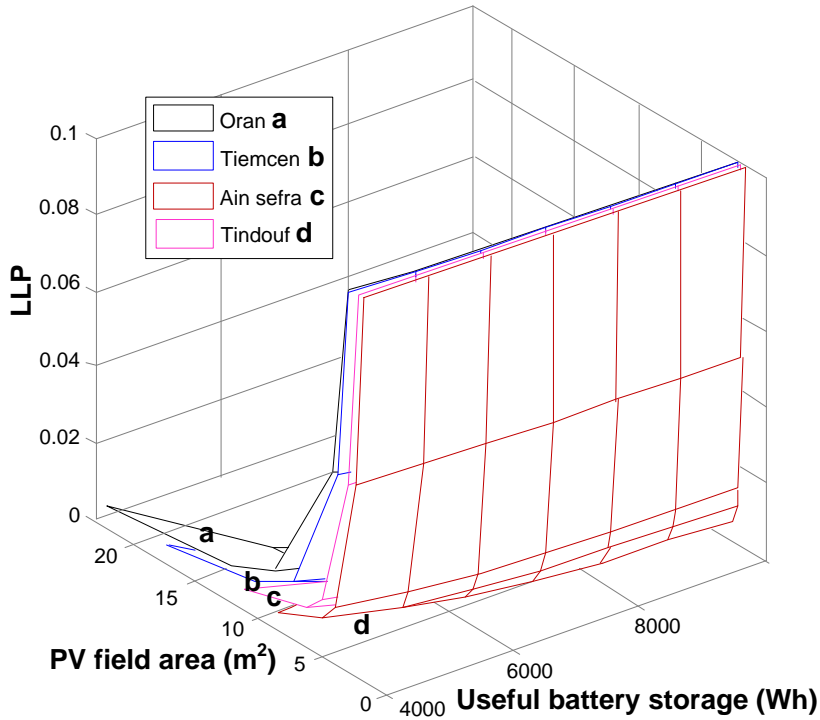 Oran a
Tiemcen b
Ain sefra c
Tindouf d
0.1
0.08
0.06
0.04
0.02
0
LLP
20
15
10
5
0
PV field area (m²)
4000
6000
8000
Useful battery storage (Wh)
a
b
c
d